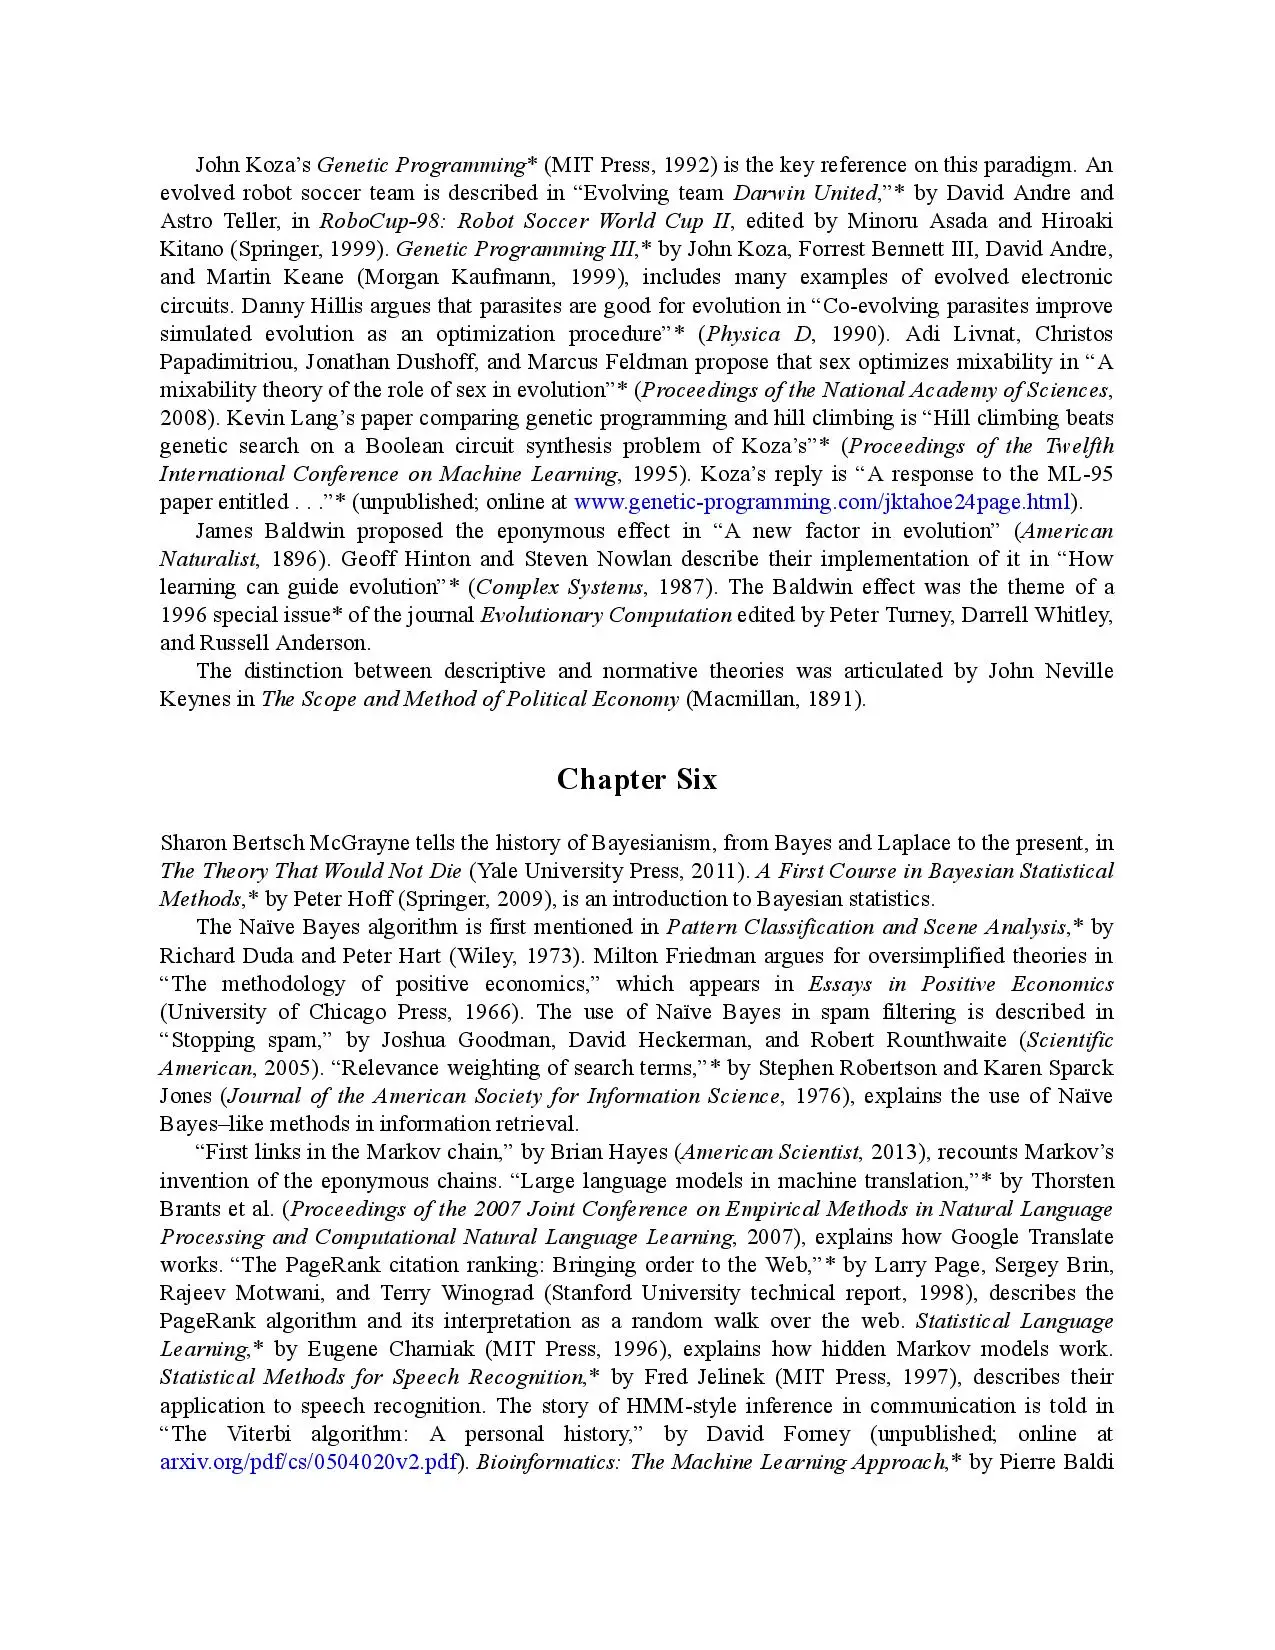 John Koza’s Genetic Programming* (MIT Press, 1992) is the key reference on this paradigm. An
evolved robot soccer team is described in “Evolving team Darwin United,”* by David Andre and
Astro Teller, in RoboCup-98: Robot Soccer World Cup II, edited by Minoru Asada and Hiroaki
Kitano (Springer, 1999). Genetic Programming III,* by John Koza, Forrest Bennett III, David Andre,
and Martin Keane (Morgan Kaufmann, 1999), includes many examples of evolved electronic
circuits. Danny Hillis argues that parasites are good for evolution in “Co-evolving parasites improve
simulated evolution as an optimization procedure”* (Physica D, 1990). Adi Livnat, Christos
Papadimitriou, Jonathan Dushoff, and Marcus Feldman propose that sex optimizes mixability in “A
mixability theory of the role of sex in evolution”* (Proceedings of the National Academy of Sciences,
2008). Kevin Lang’s paper comparing genetic programming and hill climbing is “Hill climbing beats
genetic search on a Boolean circuit synthesis problem of Koza’s”* (Proceedings of the Twelfth
International Conference on Machine Learning, 1995). Koza’s reply is “A response to the ML-95
paper entitled . . .”* (unpublished; online at www.genetic-programming.com/jktahoe24page.html).
James Baldwin proposed the eponymous effect in “A new factor in evolution” (American
Naturalist, 1896). Geoff Hinton and Steven Nowlan describe their implementation of it in “How
learning can guide evolution”* (Complex Systems, 1987). The Baldwin effect was the theme of a
1996 special issue* of the journal Evolutionary Computation edited by Peter Turney, Darrell Whitley,
and Russell Anderson.
The distinction between descriptive and normative theories was articulated by John Neville
Keynes in The Scope and Method of Political Economy (Macmillan, 1891).
Chapter Six
Sharon Bertsch McGrayne tells the history of Bayesianism, from Bayes and Laplace to the present, in
The Theory That Would Not Die (Yale University Press, 2011). A First Course in Bayesian Statistical
Methods,* by Peter Hoff (Springer, 2009), is an introduction to Bayesian statistics.
The Naïve Bayes algorithm is first mentioned in Pattern Classification and Scene Analysis,* by
Richard Duda and Peter Hart (Wiley, 1973). Milton Friedman argues for oversimplified theories in
“The methodology of positive economics,” which appears in Essays in Positive Economics
(University of Chicago Press, 1966). The use of Naïve Bayes in spam filtering is described in
“Stopping spam,” by Joshua Goodman, David Heckerman, and Robert Rounthwaite (Scientific
American, 2005). “Relevance weighting of search terms,”* by Stephen Robertson and Karen Sparck
Jones (Journal of the American Society for Information Science, 1976), explains the use of Naïve
Bayes–like methods in information retrieval.
“First links in the Markov chain,” by Brian Hayes (American Scientist, 2013), recounts Markov’s
invention of the eponymous chains. “Large language models in machine translation,”* by Thorsten
Brants et al. (Proceedings of the 2007 Joint Conference on Empirical Methods in Natural Language
Processing and Computational Natural Language Learning, 2007), explains how Google Translate
works. “The PageRank citation ranking: Bringing order to the Web,”* by Larry Page, Sergey Brin,
Rajeev Motwani, and Terry Winograd (Stanford University technical report, 1998), describes the
PageRank algorithm and its interpretation as a random walk over the web. Statistical Language
Learning,* by Eugene Charniak (MIT Press, 1996), explains how hidden Markov models work.
Statistical Methods for Speech Recognition,* by Fred Jelinek (MIT Press, 1997), describes their
application to speech recognition. The story of HMM-style inference in communication is told in
“The Viterbi algorithm: A personal history,” by David Forney (unpublished; online at
arxiv.org/pdf/cs/0504020v2.pdf). Bioinformatics: The Machine Learning Approach,* by Pierre Baldi